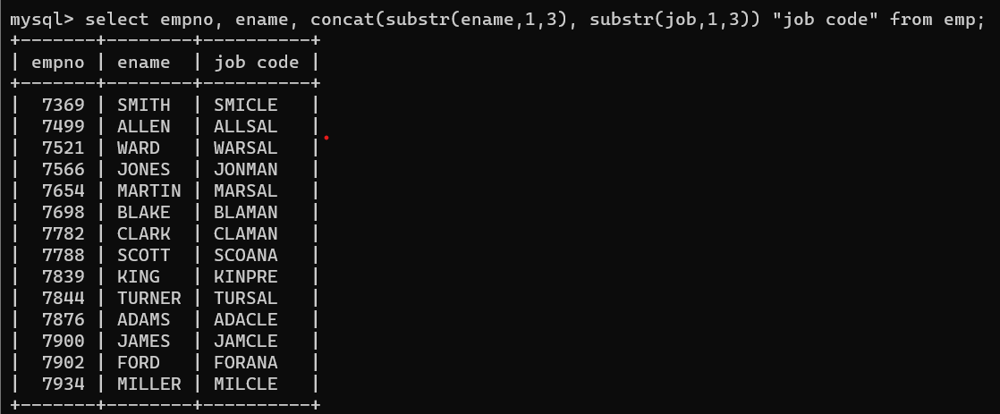 mysql> select empno, ename, concat(substr(ename,1,3), substr(job,1,3)) "job code" from emp;
+-------+--------+----------+
| empno | ename  | job code |
+-------+--------+----------+
|  7369 | SMITH  | SMICLE   |
|  7499 | ALLEN  | ALLSAL   |
|  7521 | WARD   | WARSAL   |
|  7566 | JONES  | JONMAN   |
|  7654 | MARTIN | MARSAL   |
|  7698 | BLAKE  | BLAMAN   |
|  7782 | CLARK  | CLAMAN   |
|  7788 | SCOTT  | SCOANA   |
|  7839 | KING   | KINPRE   |
|  7844 | TURNER | TURSAL   |
|  7876 | ADAMS  | ADACLE   |
|  7900 | JAMES  | JAMCLE   |
|  7902 | FORD   | FORANA   |
|  7934 | MILLER | MILCLE   |
+-------+--------+----------+